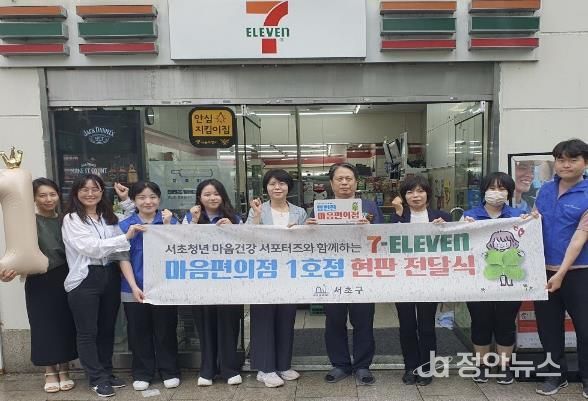 7
ELEVEN
JACK DANIEL'S
안심
지킴이집
마음편의점
서초청년 마음건강 서포터즈와 함께하는 7-ELEVEN
마음편의점 1호점 현판 전달식
서초구
정안뉴스